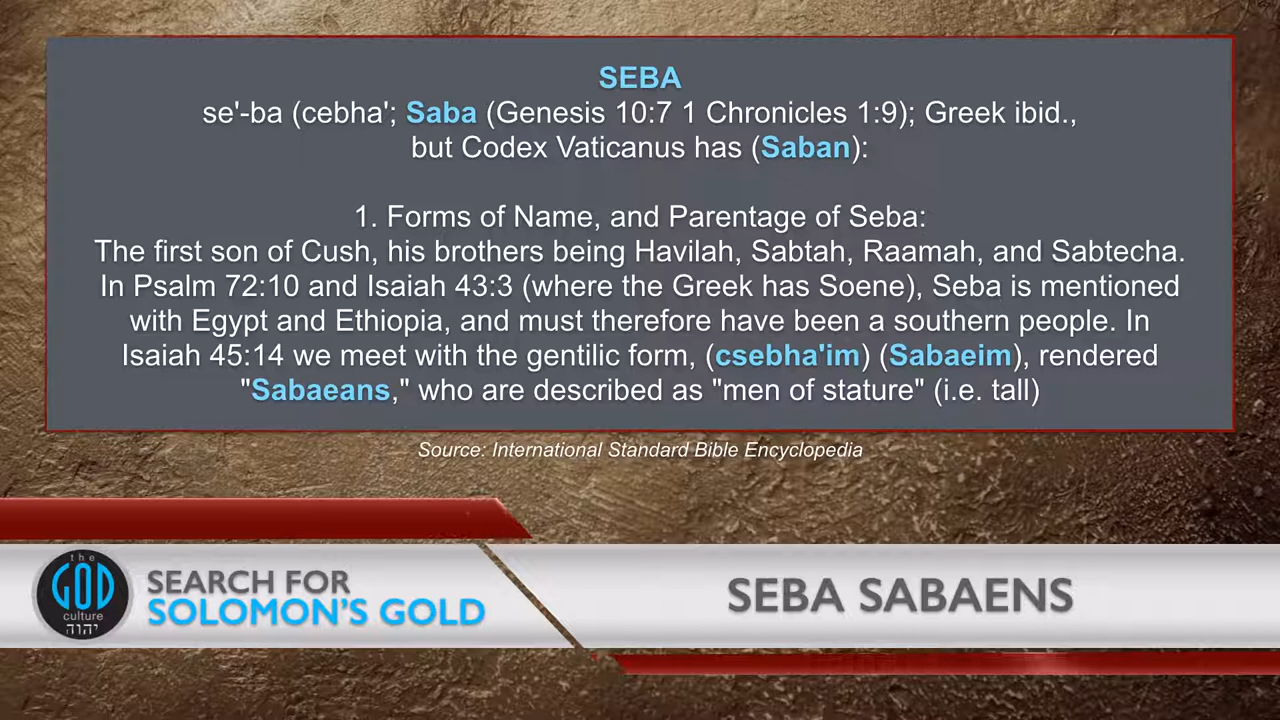 SEBA
se'-ba (cebha'; Saba (Genesis 10:7 1 Chronicles 1:9); Greek ibid.,
but Codex Vaticanus has (Saban):
1. Forms of Name, and Parentage of Seba:
The first son of Cush, his brothers being Havilah, Sabtah, Raamah, and Sabtecha.
In Psalm 72:10 and Isaiah 43:3 (where the Greek has Soene), Seba is mentioned
with Egypt and Ethiopia, and must therefore have been a southern people. In
Isaiah 45:14 we meet with the gentilic form, (csebha'im) (Sabaeim), rendered
"Sabaeans," who are described as "men of stature" (i.e. tall)
Source: International Standard Bible Encyclopedia
the
GOD
culture
יהוה
SEARCH FOR
SOLOMON'S GOLD
SEBA SABAENS